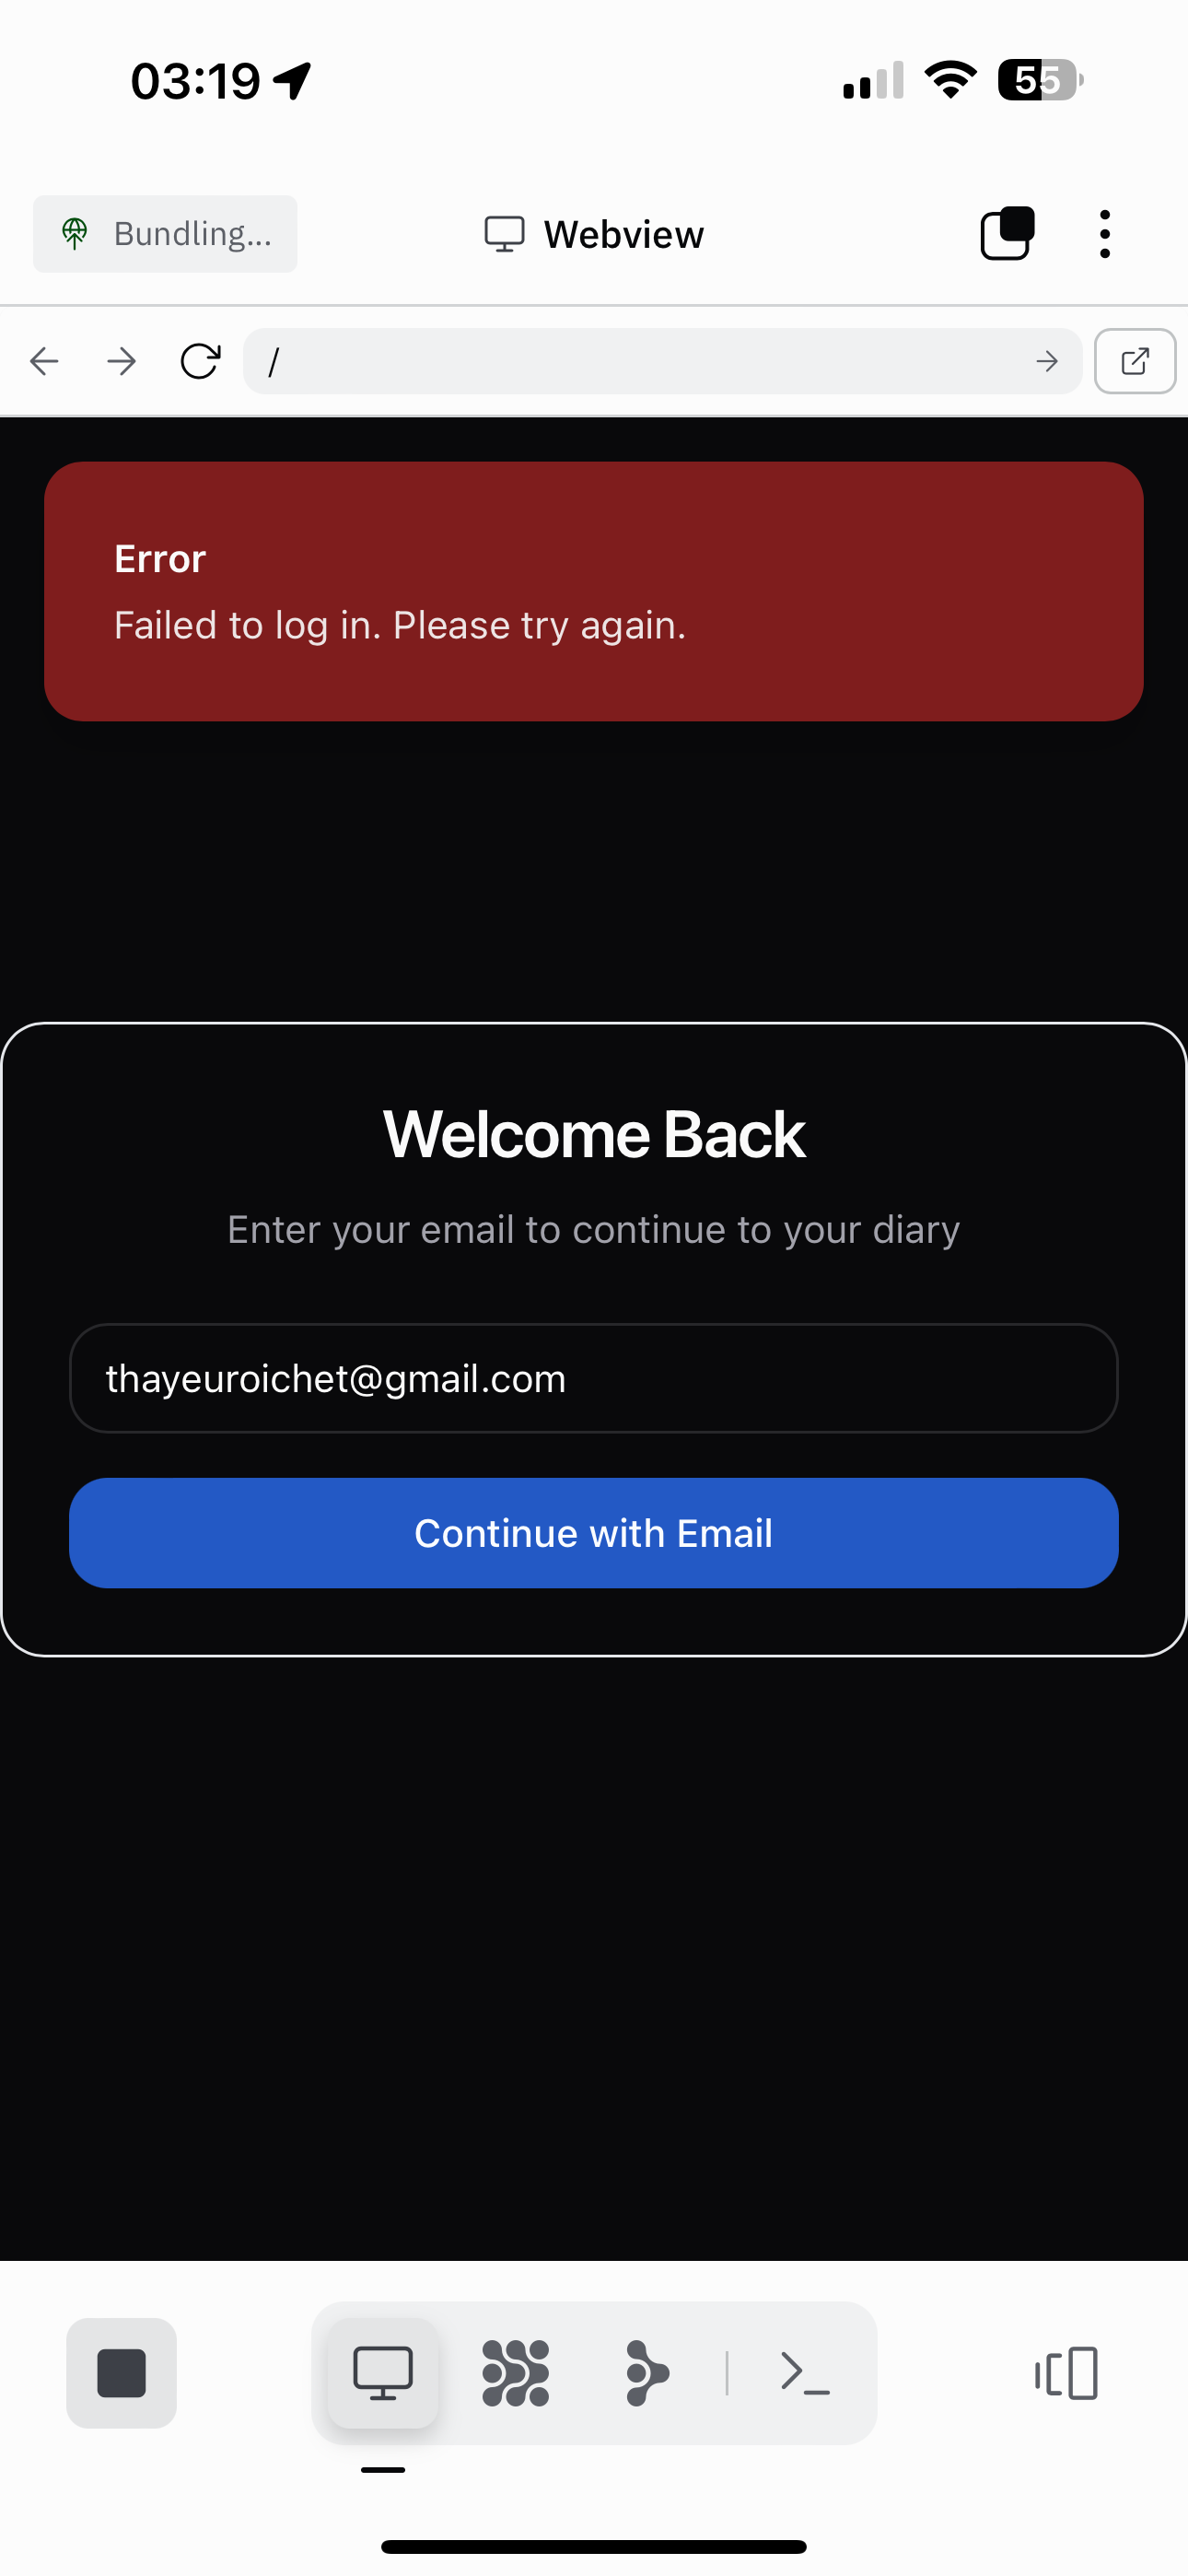 03:19
55
Bundling...
Webview
/
Error
Failed to log in. Please try again.
Welcome Back
Enter your email to continue to your diary
thayeuroichet@gmail.com
Continue with Email